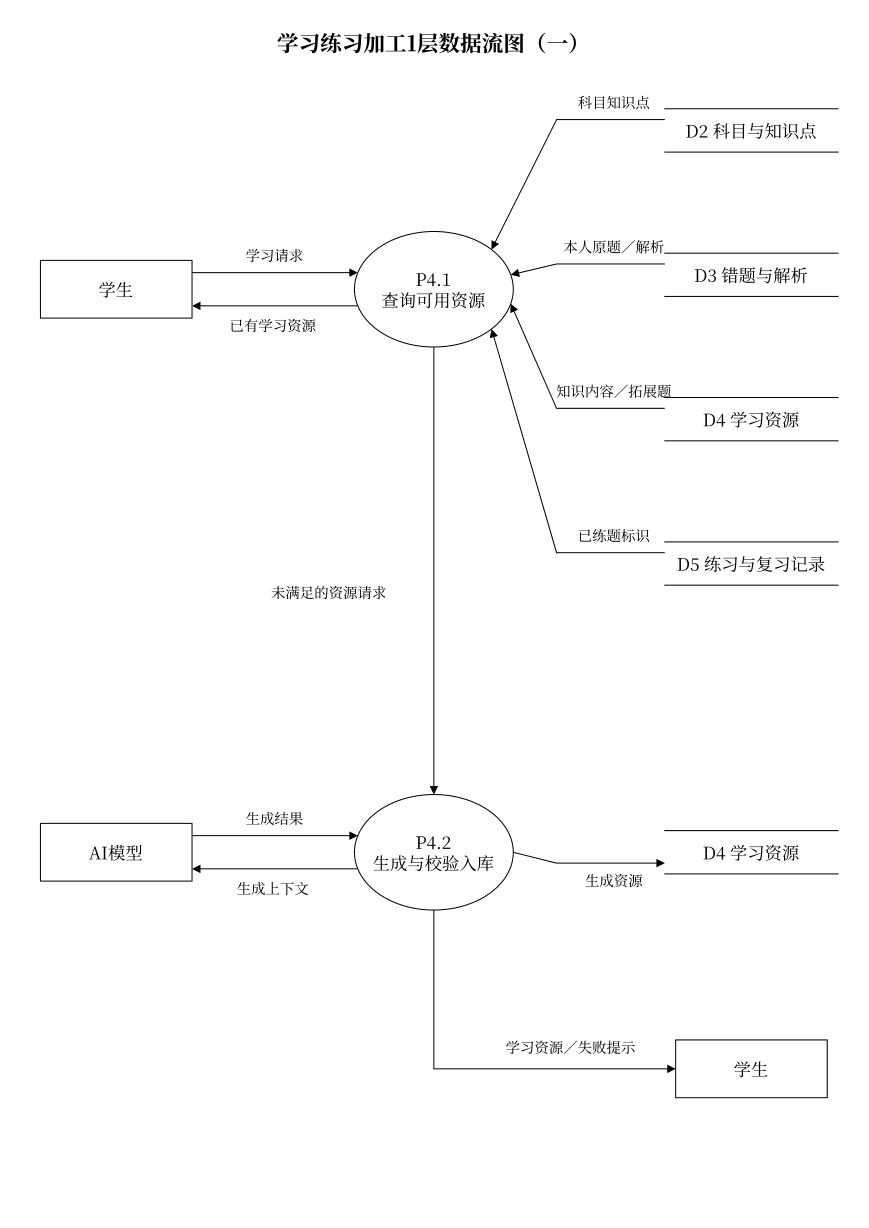 学习练习加工1层数据流图（一）
科目知识点
D2 科目与知识点
本人原题／解析
D3 错题与解析
学习请求
学生
P4.1
查询可用资源
已有学习资源
知识内容／拓展题
D4 学习资源
已练题标识
D5 练习与复习记录
未满足的资源请求
生成结果
AI模型
P4.2
生成与校验入库
D4 学习资源
生成上下文
生成资源
学习资源／失败提示
学生